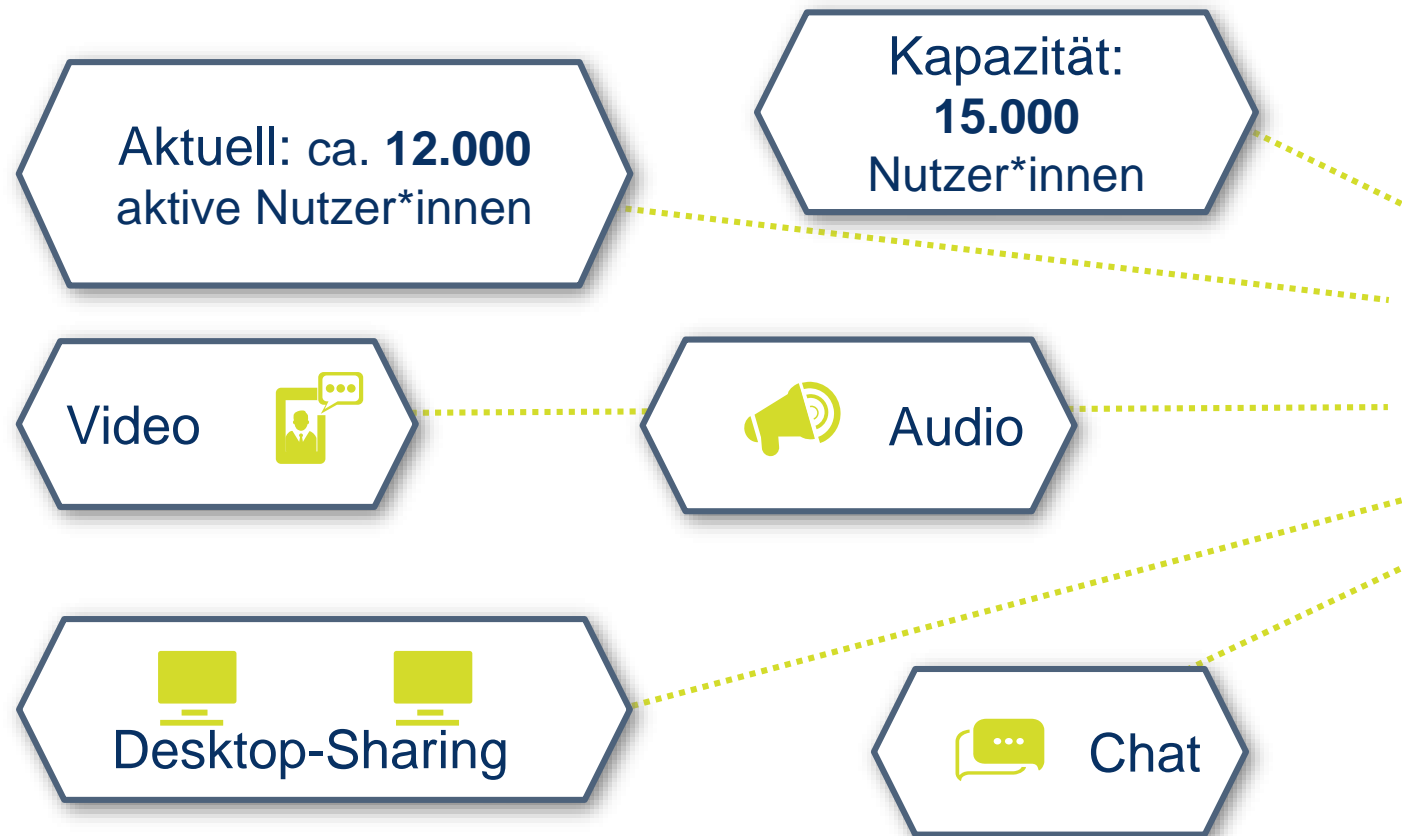 Aktuell: ca. 12.000
aktive Nutzer*innen
Kapazität:
15.000
Nutzer*innen
Video
Audio
Desktop-Sharing
Chat